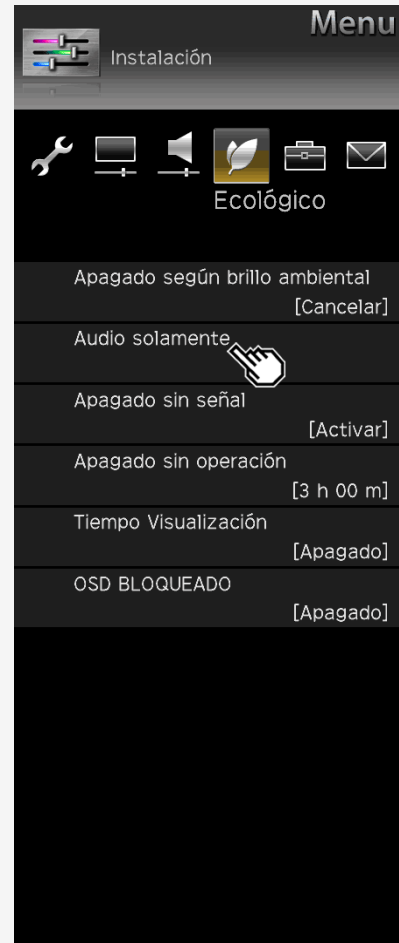 Menu
Instalación
Ecológico
Apagado según brillo ambiental
[Cancelar]
Audio solamente
Apagado sin señal
[Activar]
Apagado sin operación
[3 h 00 m]
Tiempo Visualización
[Apagado]
OSD BLOQUEADO
[Apagado]